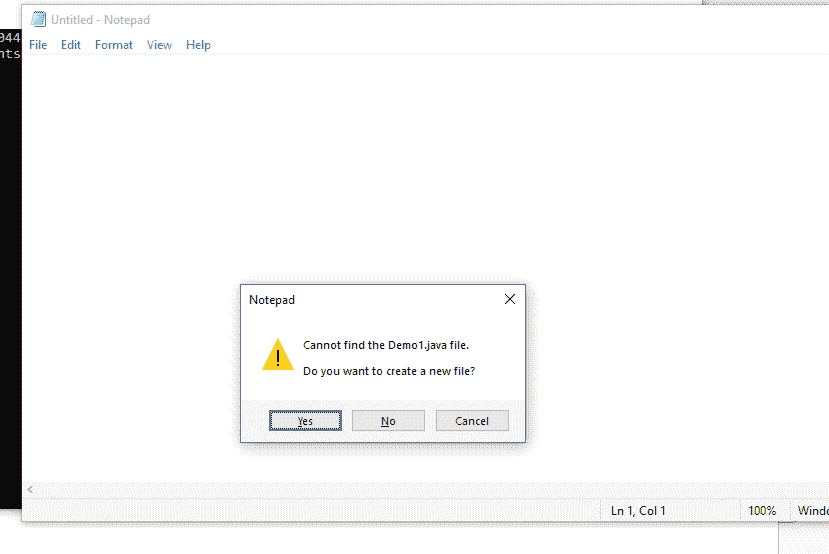 Untitled - Notepad
File Edit Format View Help
044
nts
Notepad
Cannot find the Demo1.java file.
Do you want to create a new file?
Yes No Cancel
Ln 1, Col 1 100% Windo